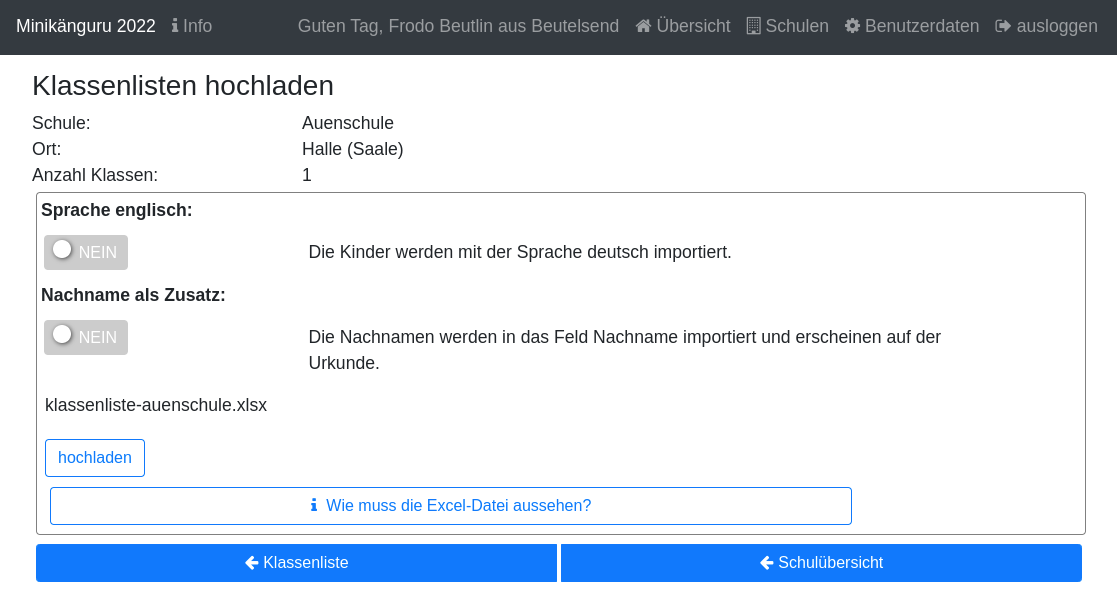 Minikänguru 2022 Info Guten Tag, Frodo Beutlin aus Beutelsend Übersicht Schulen Benutzerdaten ausloggen
Klassenlisten hochladen
Schule: Auenschule
Ort: Halle (Saale)
Anzahl Klassen: 1
Sprache englisch:
NEIN Die Kinder werden mit der Sprache deutsch importiert.
Nachname als Zusatz:
NEIN Die Nachnamen werden in das Feld Nachname importiert und erscheinen auf der
Urkunde.
klassenliste-auenschule.xlsx
hochladen
Wie muss die Excel-Datei aussehen?
Klassenliste Schulübersicht